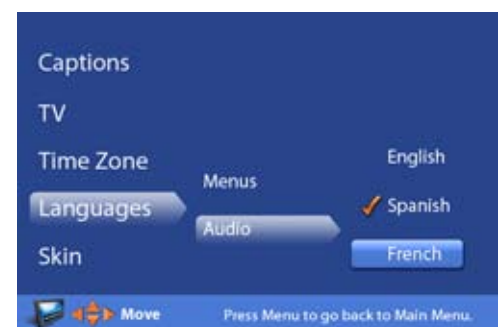 Captions
TV
Time Zone
Languages
Skin
Menus
Audio
English
Spanish
French
Move
Press Menu to go back to Main Menu.